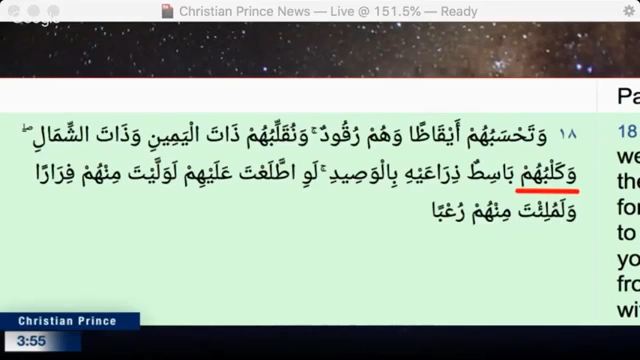 Christian Prince News — Live @ 151.5% — Ready
Google
Pa
١٨ وَتَحْسَبُهُمْ أَيْقَاظًا وَهُمْ رُقُودٌ ۚ وَنُقَلِّبُهُمْ ذَاتَ الْيَمِينِ وَذَاتَ الشِّمَالِ ۖ
وَكَلْبُهُمْ بَاسِطٌ ذِرَاعَيْهِ بِالْوَصِيدِ ۚ لَوِ اطَّلَعْتَ عَلَيْهِمْ لَوَلَّيْتَ مِنْهُمْ فِرَارًا
وَلَمُلِئْتَ مِنْهُمْ رُعْبًا
18
we
the
for
to
yo
fro
wi
Christian Prince
3:55